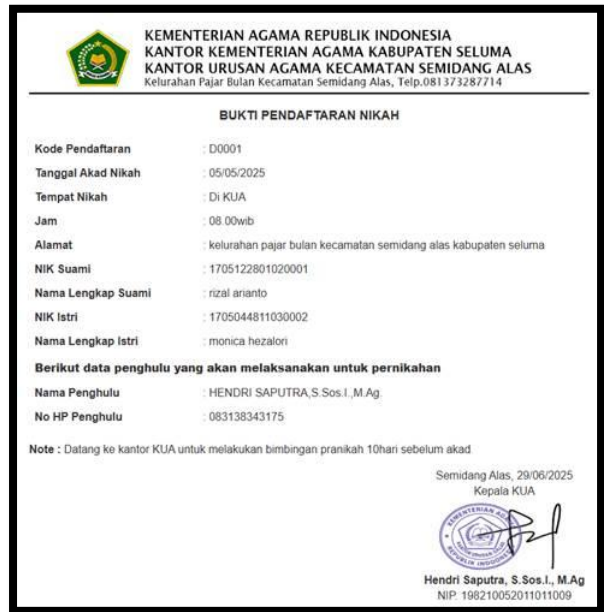 KEMENTERIAN AGAMA REPUBLIK INDONESIA
KANTOR KEMENTERIAN AGAMA KABUPATEN SELUMA
KANTOR URUSAN AGAMA KECAMATAN SEMIDANG ALAS
Kelurahan Pajar Bulan Kecamatan Semidang Alas, Telp.081373287714
BUKTI PENDAFTARAN NIKAH
Kode Pendaftaran : D0001
Tanggal Akad Nikah : 05/05/2025
Tempat Nikah : Di KUA
Jam : 08.00wib
Alamat : kelurahan pajar bulan kecamatan semidang alas kabupaten seluma
NIK Suami : 1705122801020001
Nama Lengkap Suami : rizal arianto
NIK Istri : 1705044811030002
Nama Lengkap Istri : monica hezalori
Berikut data penghulu yang akan melaksanakan untuk pernikahan
Nama Penghulu : HENDRI SAPUTRA,S.Sos.I.,M.Ag.
No HP Penghulu : 083138343175
Note : Datang ke kantor KUA untuk melakukan bimbingan pranikah 10hari sebelum akad.
Semidang Alas, 29/06/2025
Kepala KUA
KEMENTERIAN AGAMA
REPUBLIK INDONESIA
Hendri Saputra, S.Sos.I., M.Ag
NIP. 198210052011011009